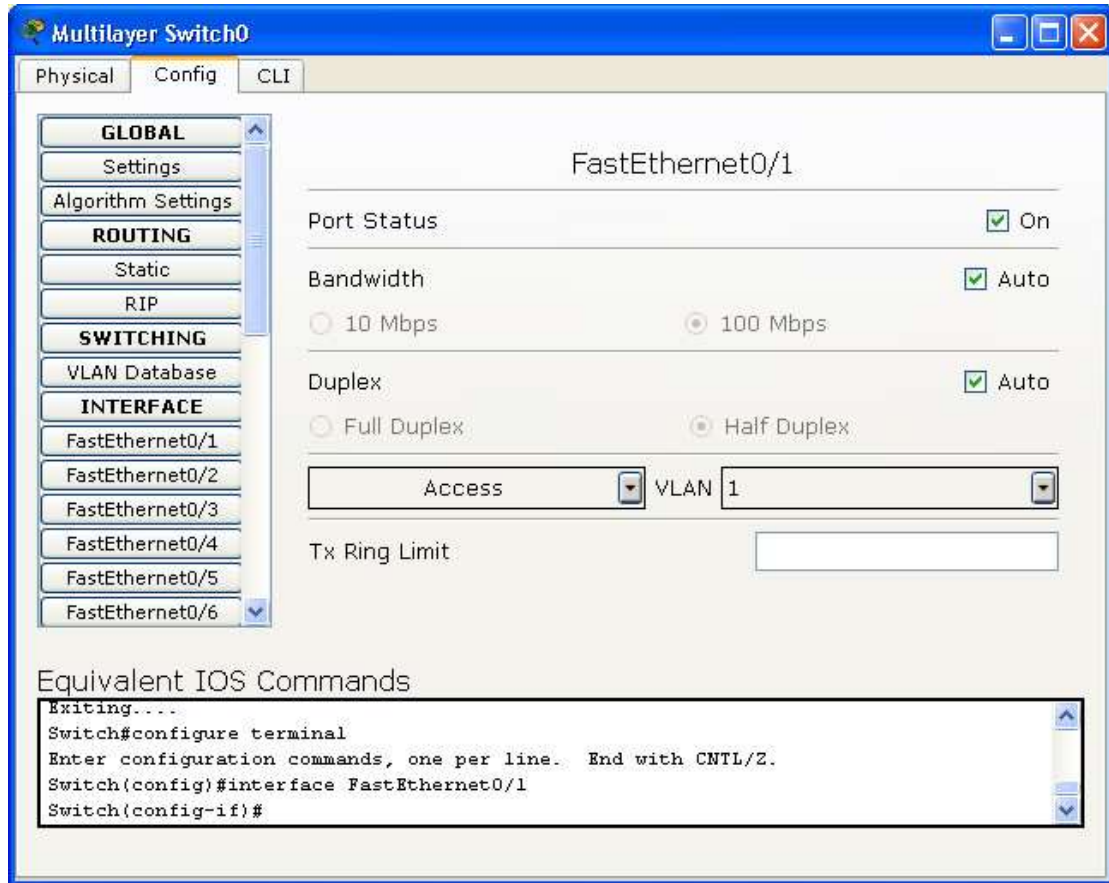 Multilayer Switch0
Physical Config CLI
GLOBAL
Settings
Algorithm Settings
ROUTING
Static
RIP
SWITCHING
VLAN Database
INTERFACE
FastEthernet0/1
FastEthernet0/2
FastEthernet0/3
FastEthernet0/4
FastEthernet0/5
FastEthernet0/6
FastEthernet0/1
Port Status On
Bandwidth Auto
10 Mbps 100 Mbps
Duplex Auto
Full Duplex Half Duplex
Access VLAN 1
Tx Ring Limit
Equivalent IOS Commands
Exiting....
Switch#configure terminal
Enter configuration commands, one per line.  End with CNTL/Z.
Switch(config)#interface FastEthernet0/1
Switch(config-if)#